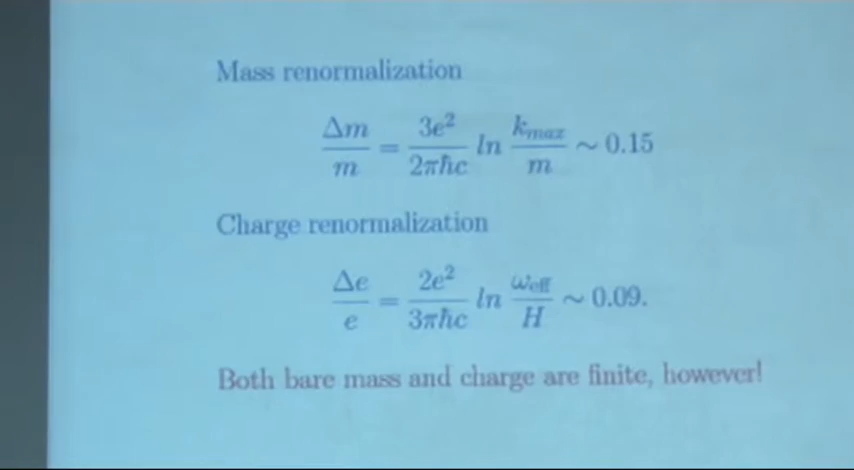 Mass renormalization
Δm/m = 3e²/2πħc ln k_max/m ∼ 0.15
Charge renormalization
Δe/e = 2e²/3πħc ln ω_eff/H ∼ 0.09.
Both bare mass and charge are finite, however!